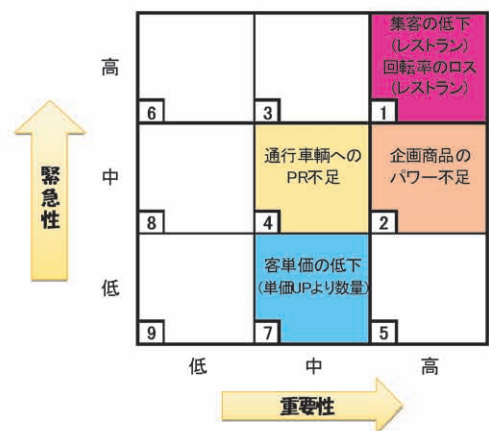 集客の低下
(レストラン)
回転率のロス
(レストラン)
高
6
3
1
通行車輌への
PR不足
企画商品の
パワー不足
緊急性
中
8
4
2
客単価の低下
(単価UPより数量)
低
9
7
5
低
中
高
重要性